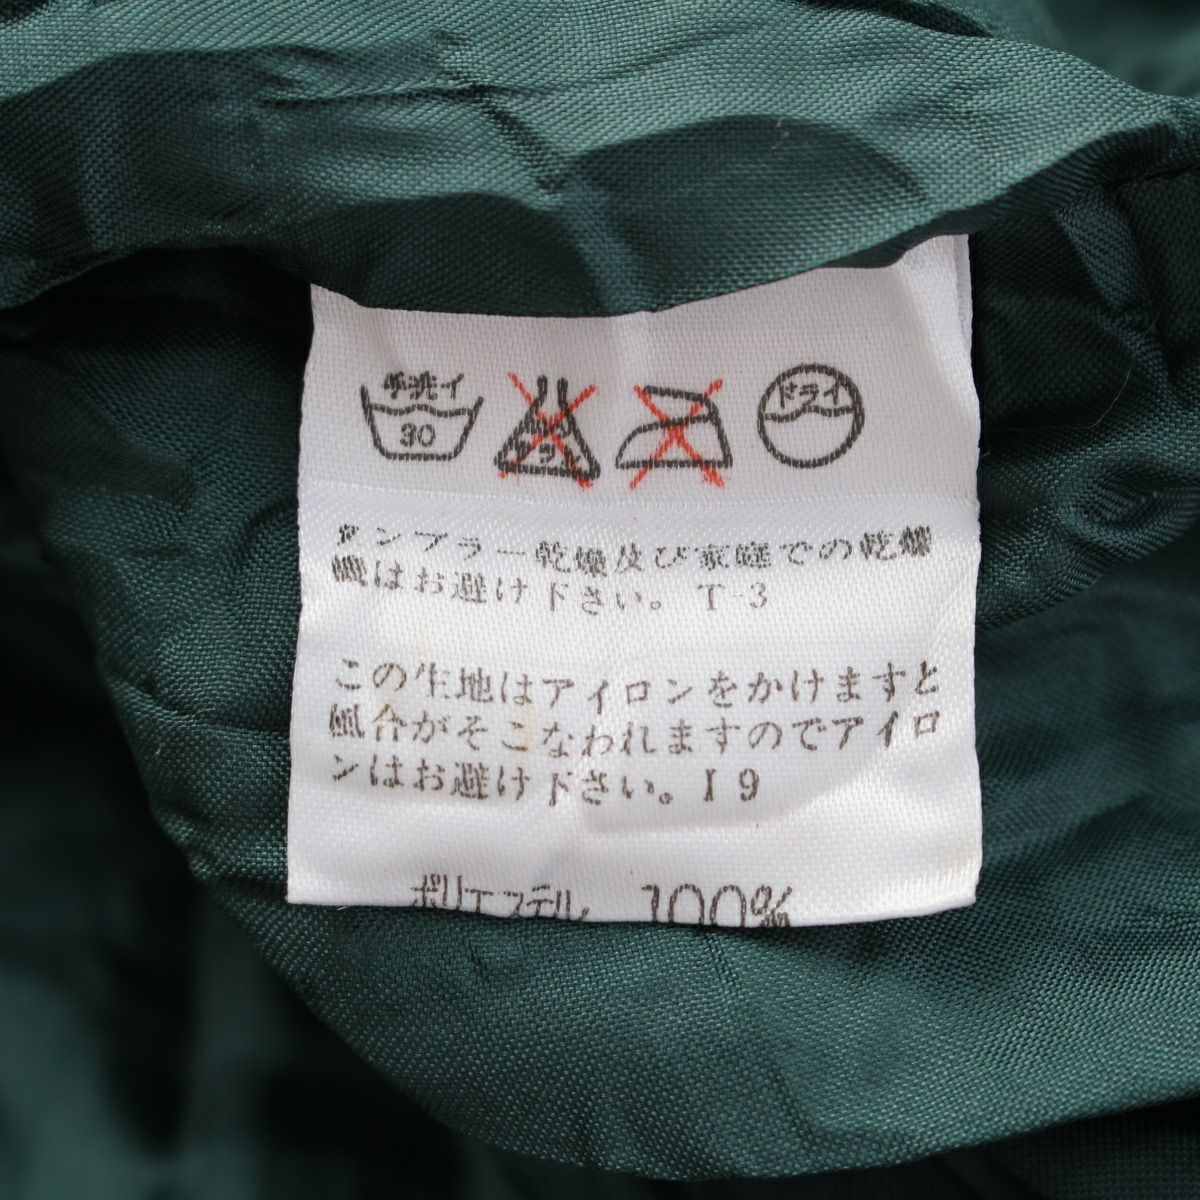 手洗イ
30
ドライ
タンブラー乾燥及び家庭での乾燥
機はお避け下さい。T-3
この生地はアイロンをかけますと
風合がそこなわれますのでアイロ
ンはお避け下さい。I9
ポリエステル 100%